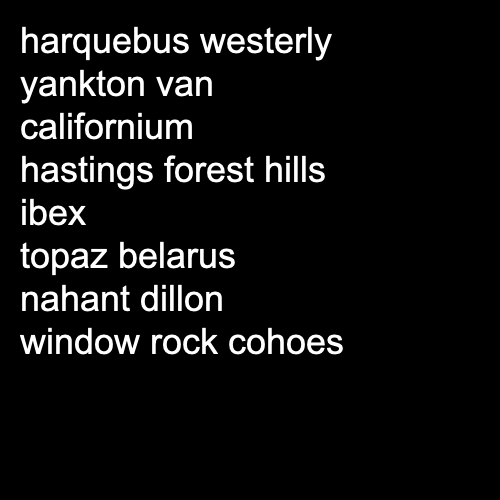 harquebus westerly
yankton van
californium
hastings forest hills
ibex
topaz belarus
nahant dillon
window rock cohoes